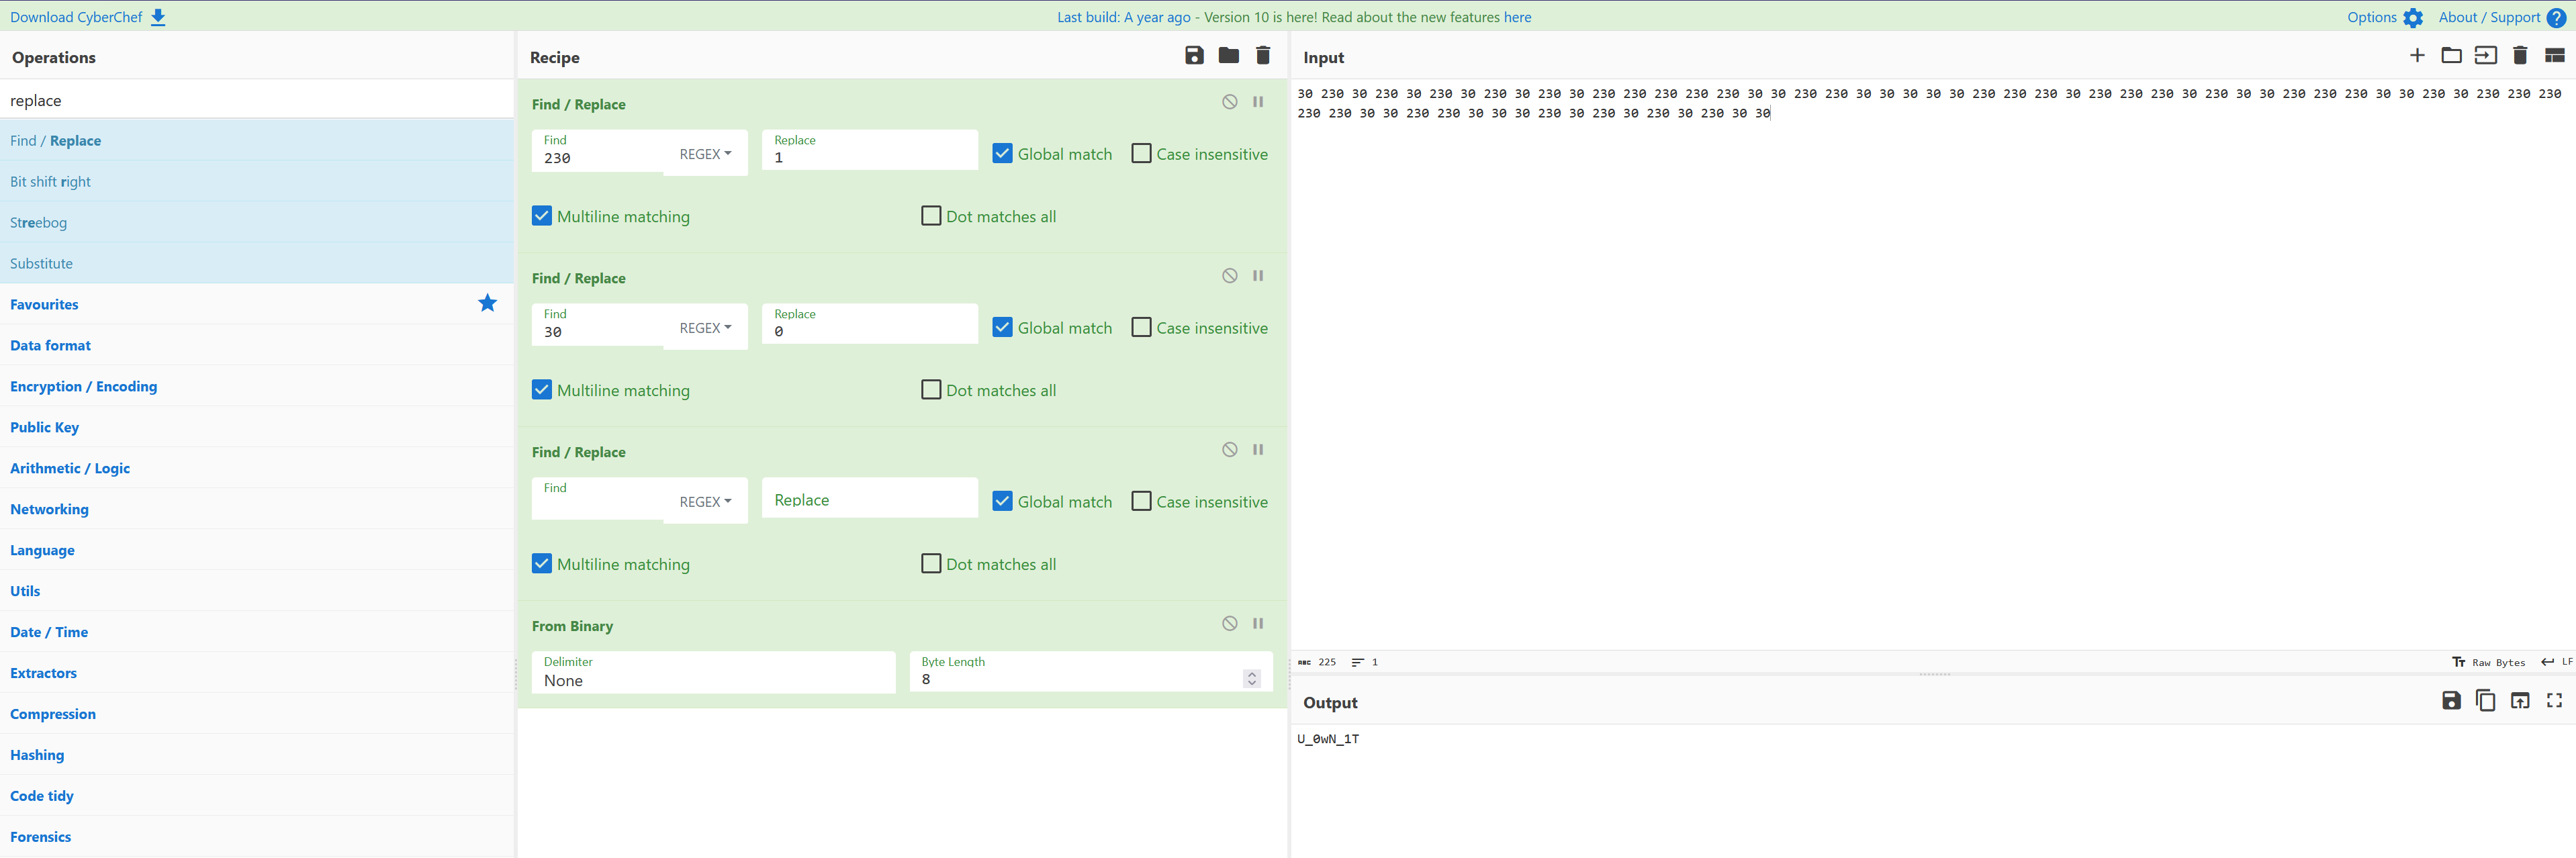 Download CyberChef
Last build: A year ago - Version 10 is here! Read about the new features here
Options
About / Support
Operations
replace
Find / Replace
Bit shift right
Streebog
Substitute
Favourites
Data format
Encryption / Encoding
Public Key
Arithmetic / Logic
Networking
Language
Utils
Date / Time
Extractors
Compression
Hashing
Code tidy
Forensics
Recipe
Find / Replace
Find
230
REGEX
Replace
1
Global match
Case insensitive
Multiline matching
Dot matches all
Find / Replace
Find
30
REGEX
Replace
0
Global match
Case insensitive
Multiline matching
Dot matches all
Find / Replace
Find
REGEX
Replace
Global match
Case insensitive
Multiline matching
Dot matches all
From Binary
Delimiter
None
Byte Length
8
Input
30 230 30 230 30 230 30 230 30 230 30 230 230 230 230 230 30 30 230 230 30 30 30 30 30 230 230 230 30 230 230 230 30 230 30 30 230 230 230 30 30 230 30 230 230 230
230 230 30 30 230 230 30 30 30 230 30 230 30 230 30 230 30 30
ABC 225
1
Tт Raw Bytes
LF
Output
U_0wN_1T